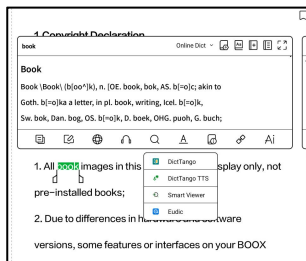 1 Copyright Declaration
book Online Dict
Book
Book \Book\ (b[oo^]k), n. [OE. book, bok, AS. b[=o]c; akin to
Goth. b[=o]ka a letter, in pl. book, writing, Icel. b[=o]k,
Sw. bok, Dan. bog, OS. b[=o]k, D. boek, OHG. puoh, G. buch;
A Ai
1. All book images in this splay only, not
DictTango
pre-installed books;
DictTango TTS
Smart Viewer
2. Due to differences in hardware and software
Eudic
versions, some features or interfaces on your BOOX